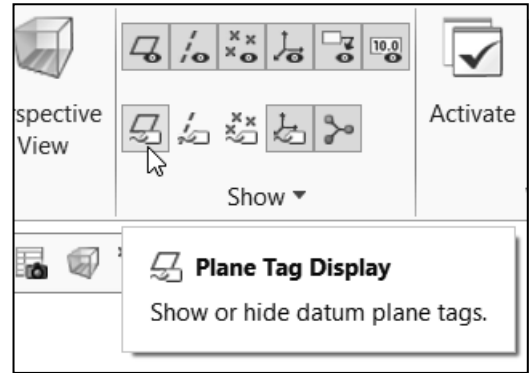 10.0
spective
View
Activate
Show
Plane Tag Display
Show or hide datum plane tags.